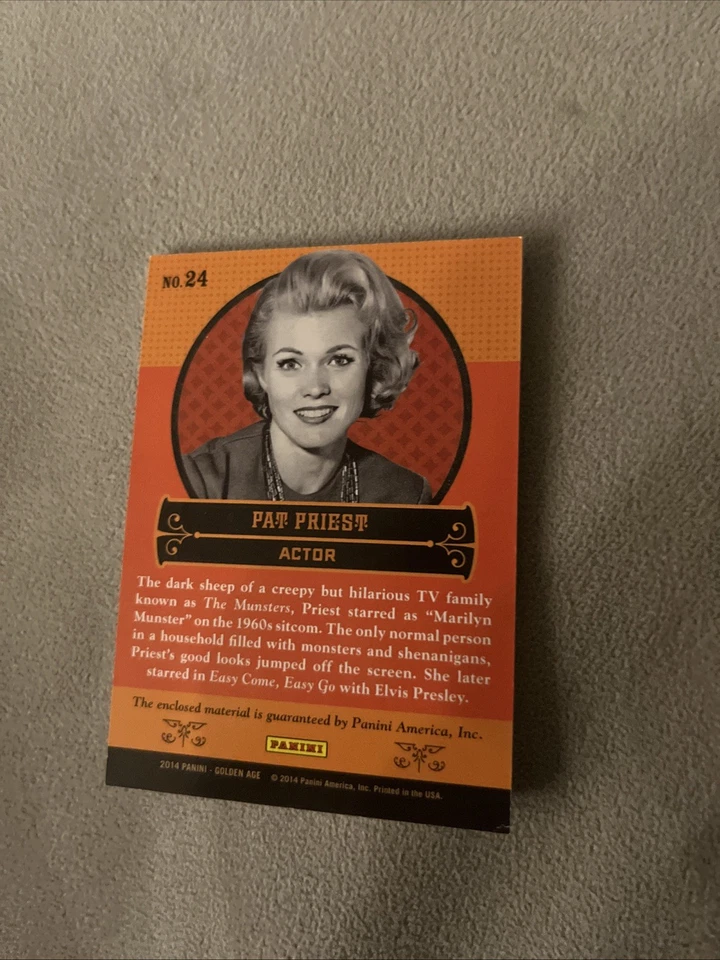 NO. 24
PAT PRIEST
ACTOR
The dark sheep of a creepy but hilarious TV family
known as The Munsters, Priest starred as “Marilyn
Munster” on the 1960s sitcom. The only normal person
in a household filled with monsters and shenanigans,
Priest's good looks jumped off the screen. She later
starred in Easy Come, Easy Go with Elvis Presley.
The enclosed material is guaranteed by Panini America, Inc.
PANINI
2014 PANINI - GOLDEN AGE © 2014 Panini America, Inc. Printed in the USA.